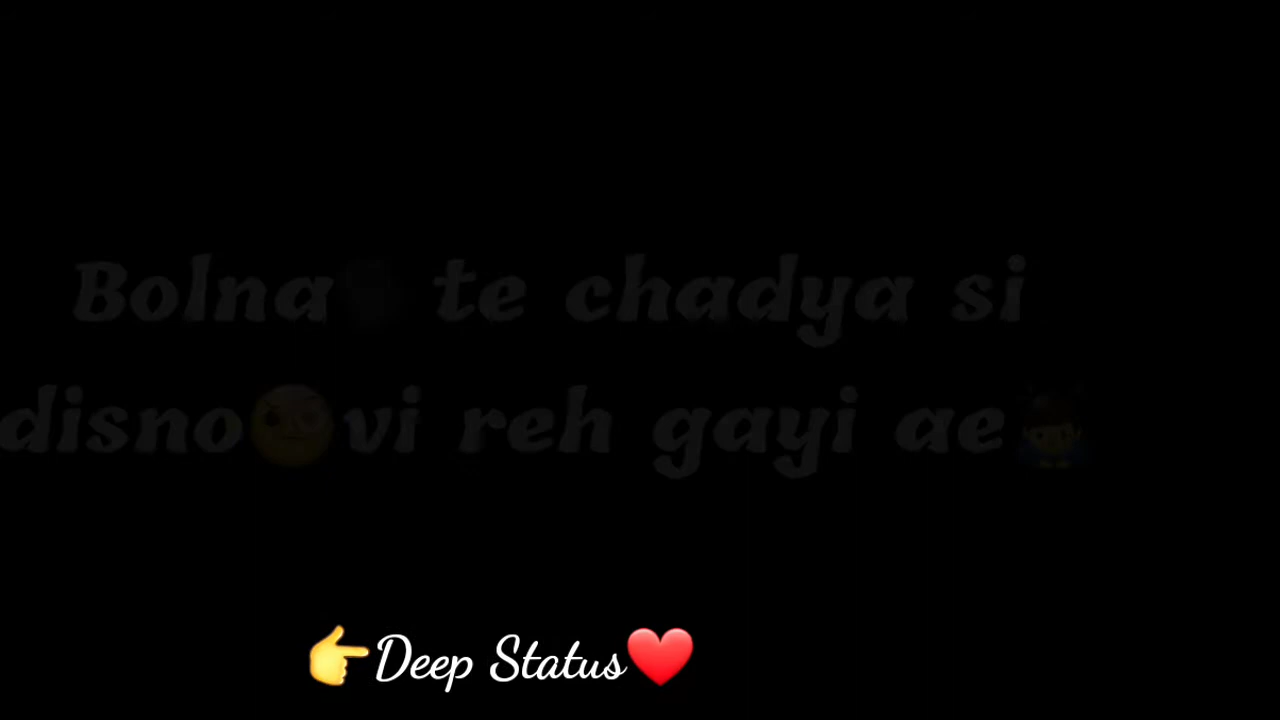 Bolna🗣 te chadya si
disno🤨vi reh gayi ae🙇
👉Deep Status❤️